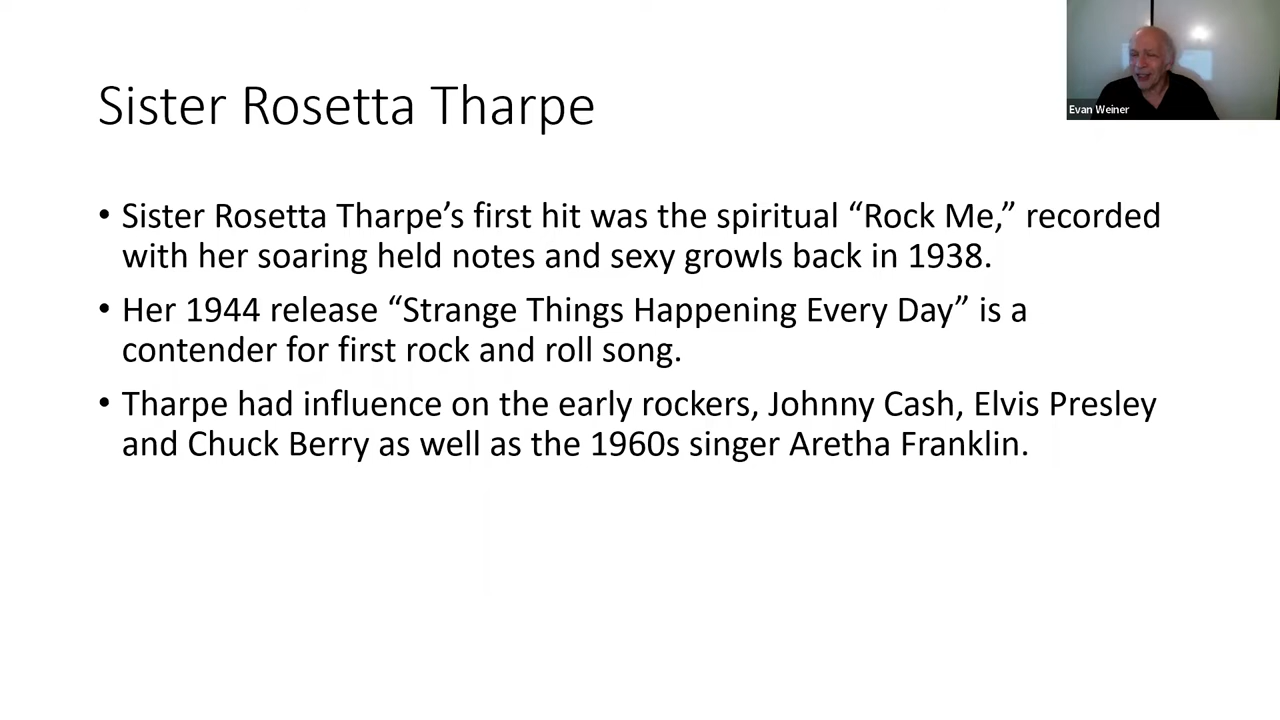 Sister Rosetta Tharpe
Evan Weiner
• Sister Rosetta Tharpe’s first hit was the spiritual “Rock Me,” recorded
with her soaring held notes and sexy growls back in 1938.
• Her 1944 release “Strange Things Happening Every Day” is a
contender for first rock and roll song.
• Tharpe had influence on the early rockers, Johnny Cash, Elvis Presley
and Chuck Berry as well as the 1960s singer Aretha Franklin.